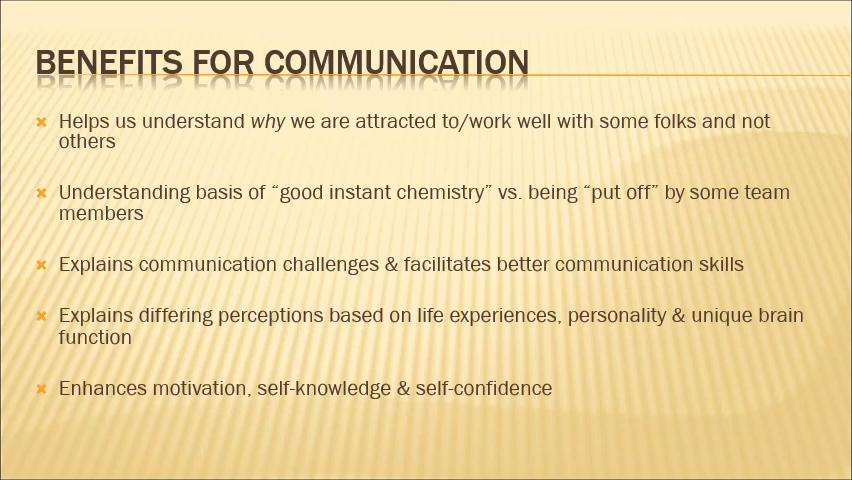 BENEFITS FOR COMMUNICATION
Helps us understand why we are attracted to/work well with some folks and not
others
Understanding basis of “good instant chemistry” vs. being “put off” by some team
members
Explains communication challenges & facilitates better communication skills
Explains differing perceptions based on life experiences, personality & unique brain
function
Enhances motivation, self-knowledge & self-confidence